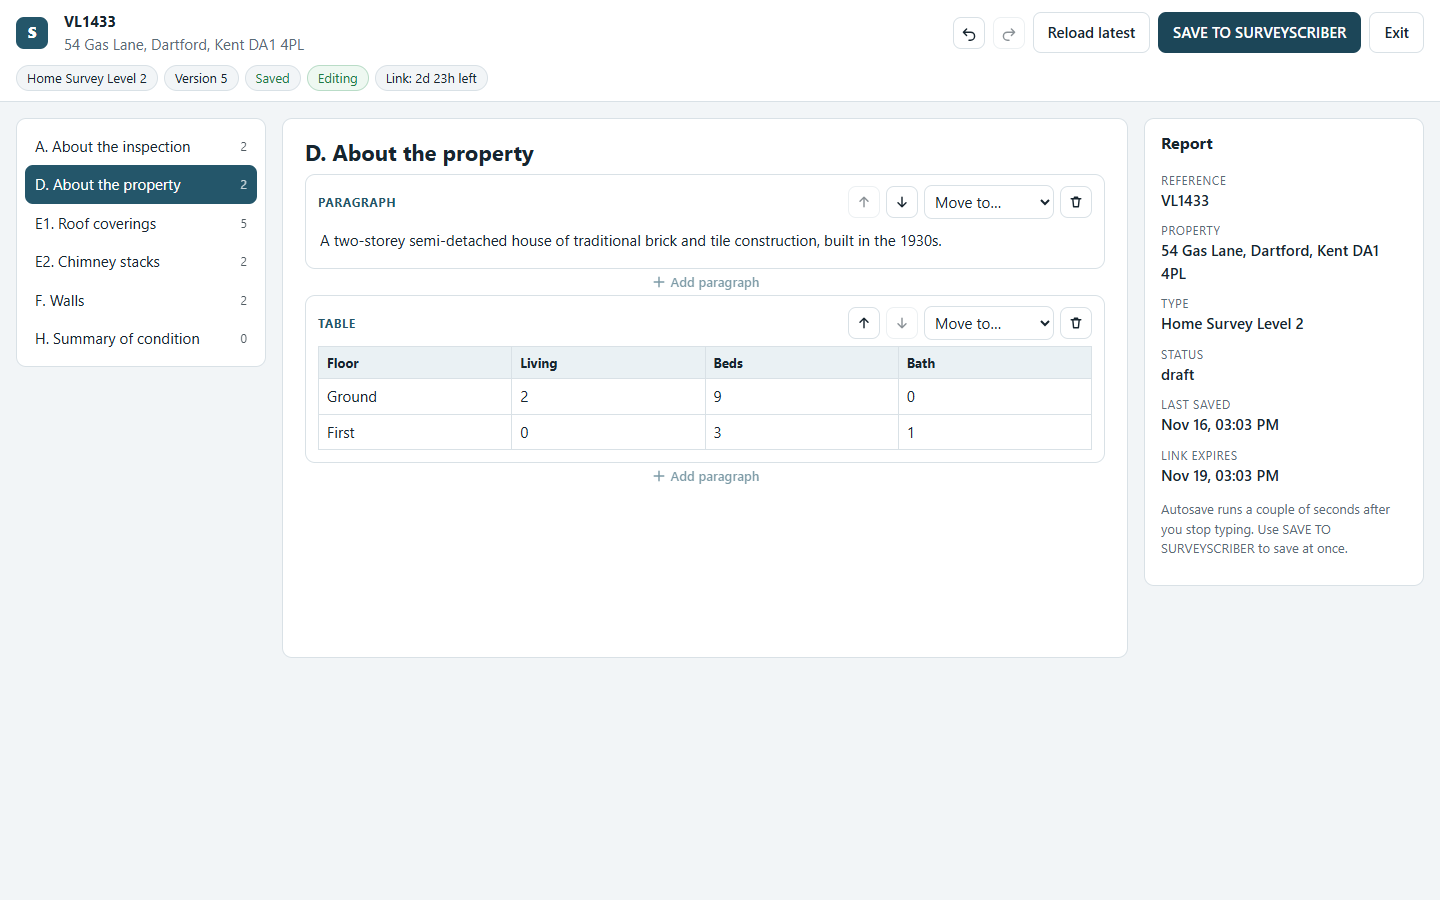 S
VL1433
54 Gas Lane, Dartford, Kent DA1 4PL
Reload latest
SAVE TO SURVEYSCRIBER
Exit
Home Survey Level 2
Version 5
Saved
Editing
Link: 2d 23h left
A. About the inspection 2
D. About the property 2
E1. Roof coverings 5
E2. Chimney stacks 2
F. Walls 2
H. Summary of condition 0
D. About the property
PARAGRAPH
Move to...
A two-storey semi-detached house of traditional brick and tile construction, built in the 1930s.
Add paragraph
TABLE
Move to...
Floor Living Beds Bath
Ground 2 9 0
First 0 3 1
Add paragraph
Report
REFERENCE
VL1433
PROPERTY
54 Gas Lane, Dartford, Kent DA1
4PL
TYPE
Home Survey Level 2
STATUS
draft
LAST SAVED
Nov 16, 03:03 PM
LINK EXPIRES
Nov 19, 03:03 PM
Autosave runs a couple of seconds after
you stop typing. Use SAVE TO
SURVEYSCRIBER to save at once.